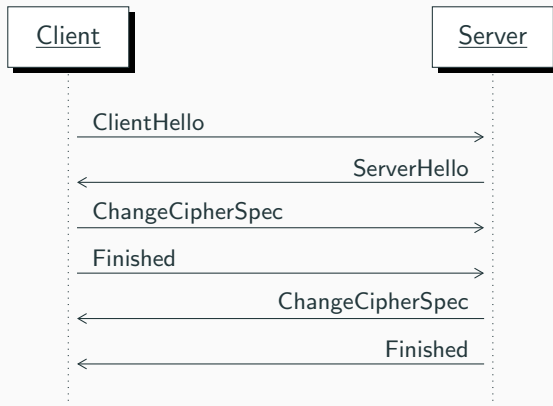 Client
Server
ClientHello
ServerHello
ChangeCipherSpec
Finished
ChangeCipherSpec
Finished